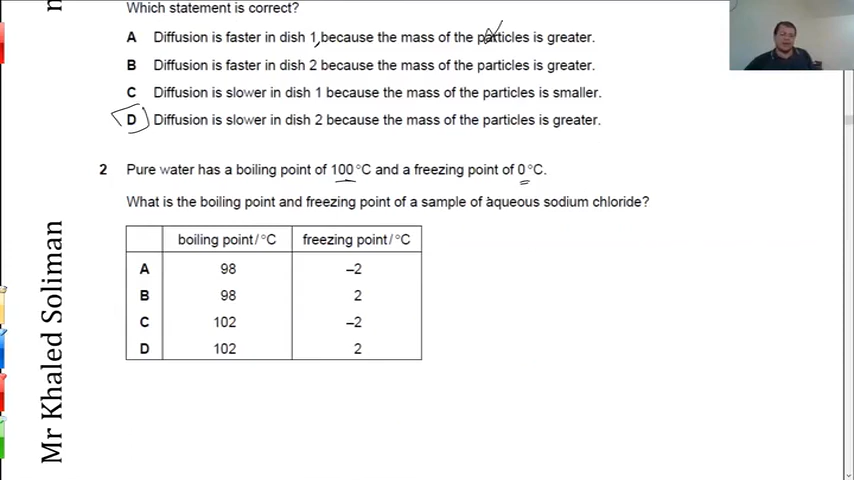 Which statement is correct?
A Diffusion is faster in dish 1 because the mass of the particles is greater.
B Diffusion is faster in dish 2 because the mass of the particles is greater.
C Diffusion is slower in dish 1 because the mass of the particles is smaller.
D Diffusion is slower in dish 2 because the mass of the particles is greater.
2 Pure water has a boiling point of 100 °C and a freezing point of 0 °C.
What is the boiling point and freezing point of a sample of aqueous sodium chloride?
boiling point/°C freezing point/°C
A 98 –2
B 98 2
C 102 –2
D 102 2
Mr Khaled Soliman